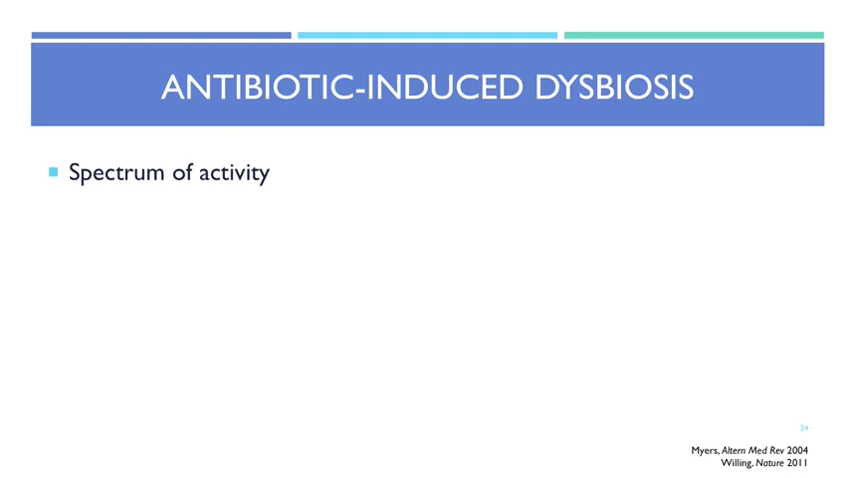 ANTIBIOTIC-INDUCED DYSBIOSIS
Spectrum of activity
24
Myers, Altern Med Rev 2004
Willing, Nature 2011